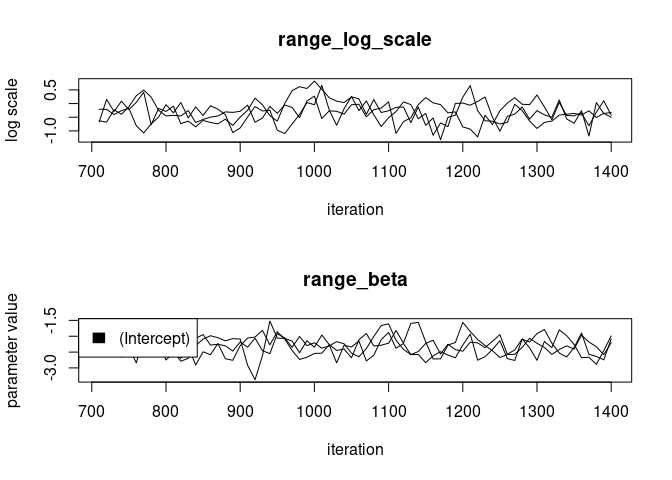 range_log_scale
log scale
0.5
-1.0
700 800 900 1000 1100 1200 1300 1400
iteration
range_beta
parameter value
-1.5
-3.0
(Intercept)
700 800 900 1000 1100 1200 1300 1400
iteration